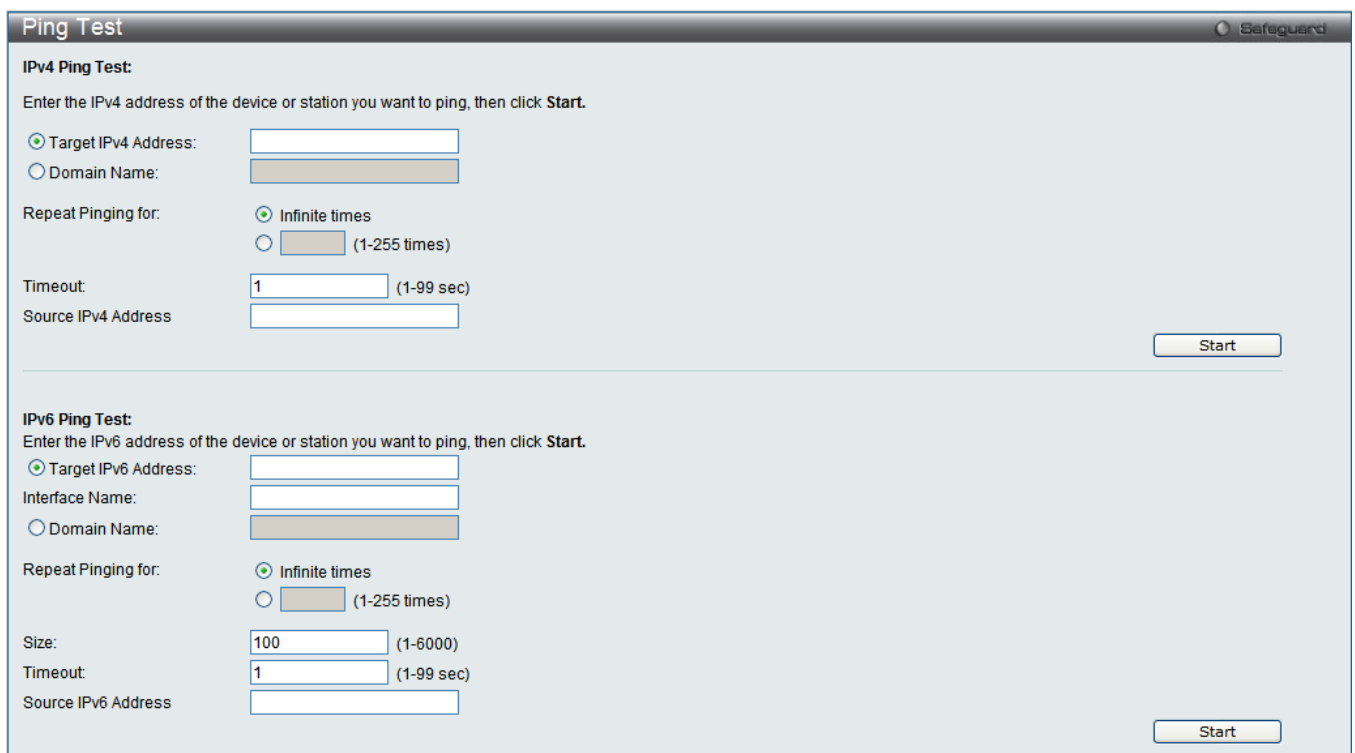 Ping Test
Safeguard
IPv4 Ping Test:
Enter the IPv4 address of the device or station you want to ping, then click Start.
Target IPv4 Address:
Domain Name:
Repeat Pinging for:
Infinite times
(1-255 times)
Timeout: 1 (1-99 sec)
Source IPv4 Address
Start
IPv6 Ping Test:
Enter the IPv6 address of the device or station you want to ping, then click Start.
Target IPv6 Address:
Interface Name:
Domain Name:
Repeat Pinging for:
Infinite times
(1-255 times)
Size: 100 (1-6000)
Timeout: 1 (1-99 sec)
Source IPv6 Address
Start